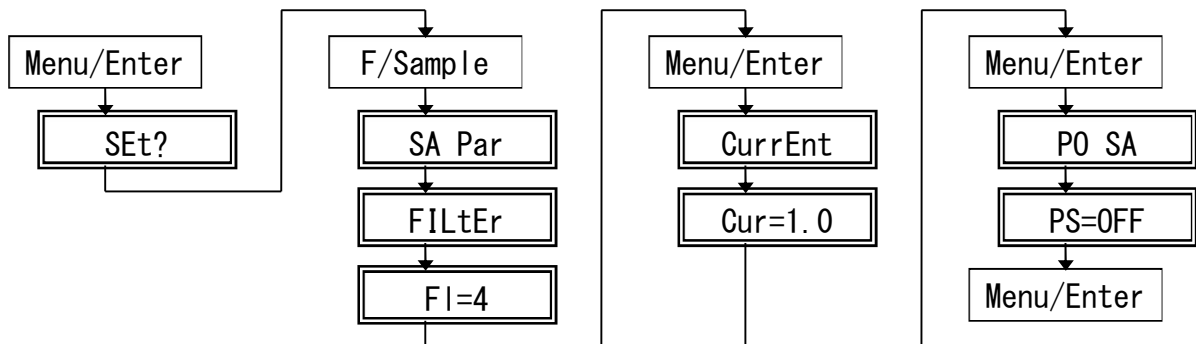 Menu/Enter
SEt?
F/Sample
SA Par
FILtEr
FI=4
Menu/Enter
CurrEnt
Cur=1.0
Menu/Enter
PO SA
PS=OFF
Menu/Enter